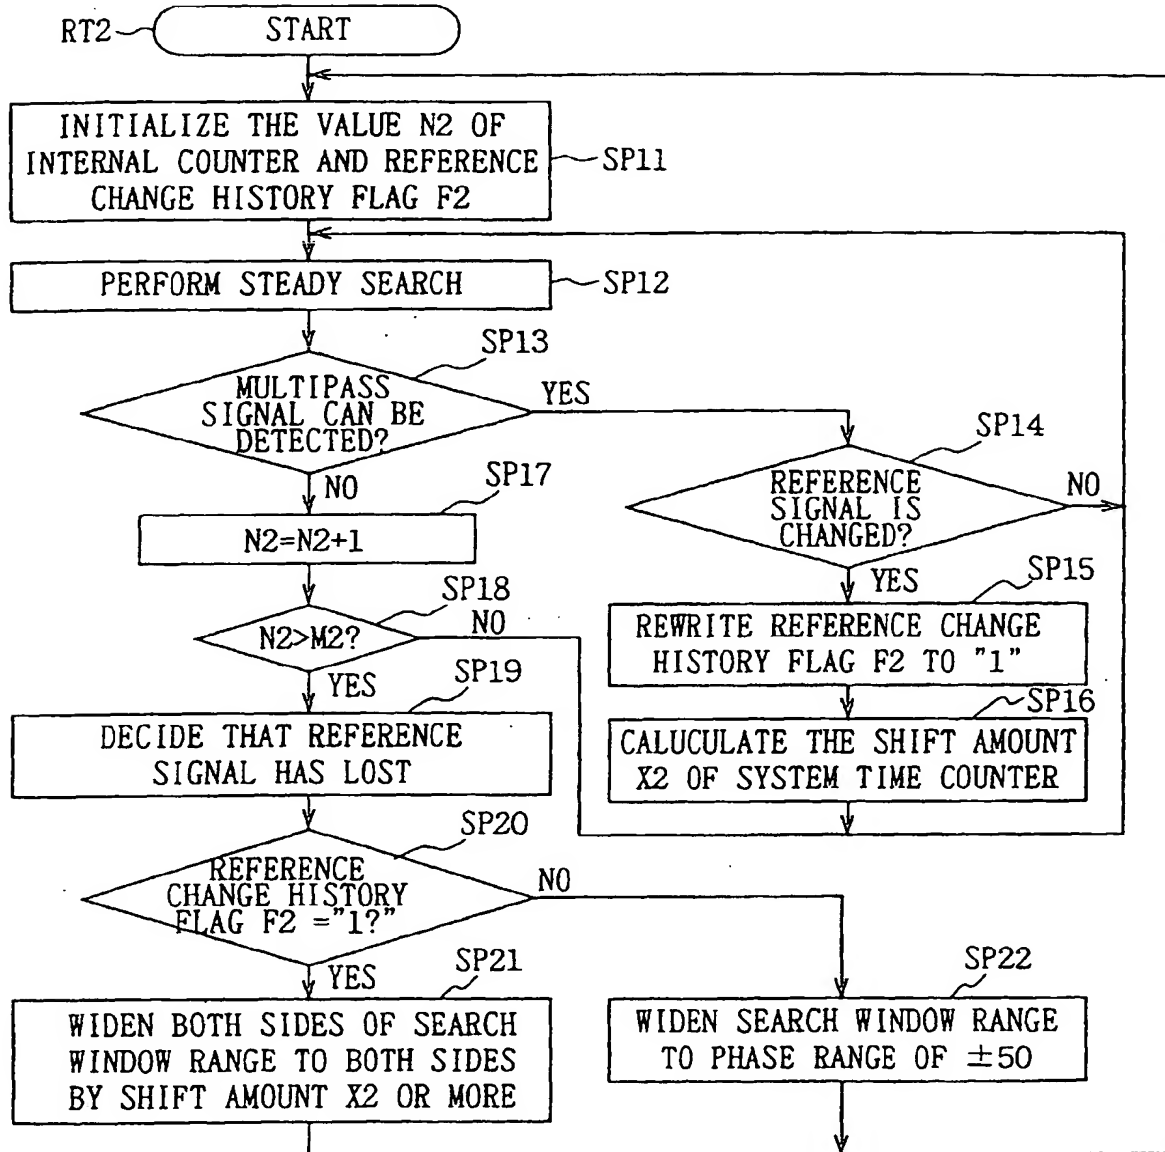 RT2
START
INITIALIZE THE VALUE N2 OF
INTERNAL COUNTER AND REFERENCE
CHANGE HISTORY FLAG F2
SP11
PERFORM STEADY SEARCH
SP12
SP13
MULTIPASS
SIGNAL CAN BE
DETECTED?
YES
NO
SP14
REFERENCE
SIGNAL IS
CHANGED?
NO
YES
SP15
REWRITE REFERENCE CHANGE
HISTORY FLAG F2 TO "1"
SP16
CALUCULATE THE SHIFT AMOUNT
X2 OF SYSTEM TIME COUNTER
SP17
N2=N2+1
SP18
N2>M2?
NO
YES
SP19
DECIDE THAT REFERENCE
SIGNAL HAS LOST
SP20
REFERENCE
CHANGE HISTORY
FLAG F2 ="1?"
NO
YES
SP21
WIDEN BOTH SIDES OF SEARCH
WINDOW RANGE TO BOTH SIDES
BY SHIFT AMOUNT X2 OR MORE
SP22
WIDEN SEARCH WINDOW RANGE
TO PHASE RANGE OF ±50